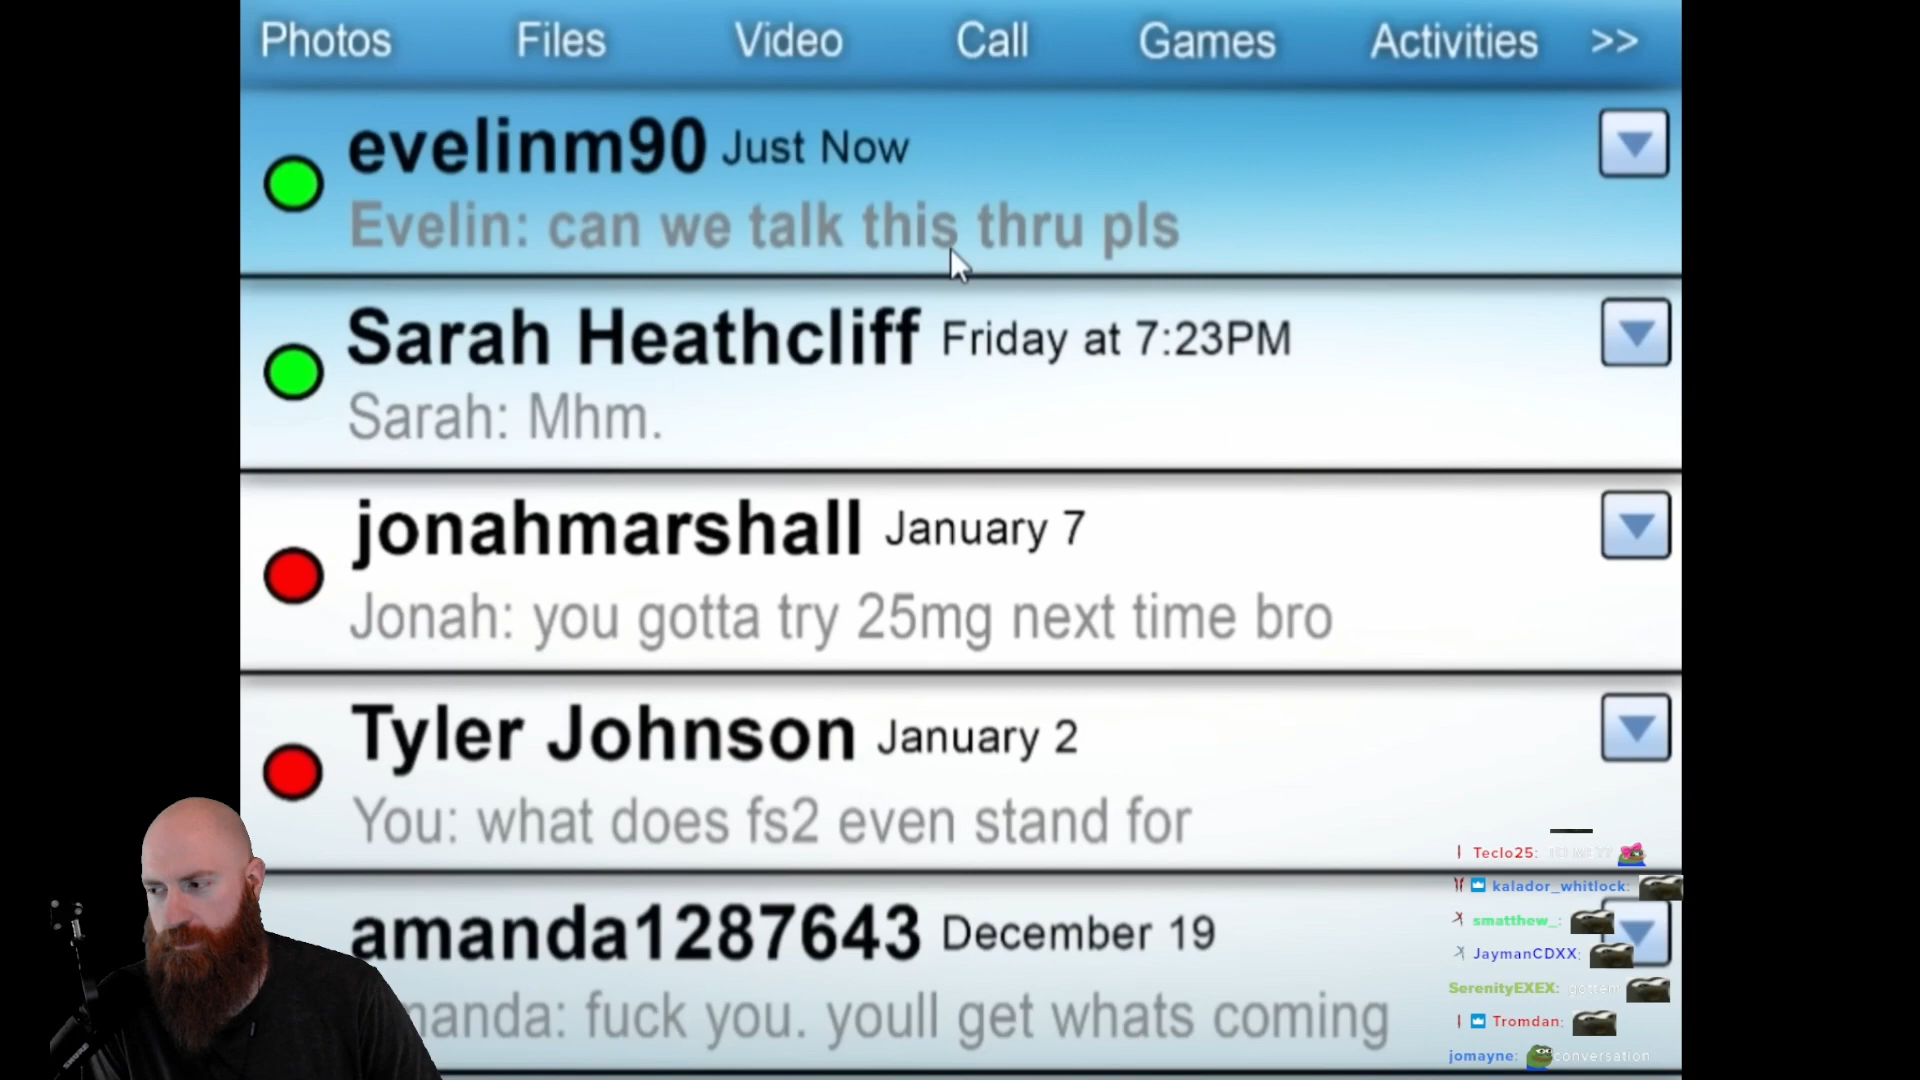 Photos Files Video Call Games Activities >>
evelinm90 Just Now
Evelin: can we talk this thru pls
Sarah Heathcliff Friday at 7:23PM
Sarah: Mhm.
jonahmarshall January 7
Jonah: you gotta try 25mg next time bro
Tyler Johnson January 2
You: what does fs2 even stand for
amanda1287643 December 19
manda: fuck you. youll get whats coming
Teclo25:
kalador_whitlock:
smatthew_:
JaymanCDXX:
SerenityEXEX: gottem
Tromdan:
jomayne: conversation